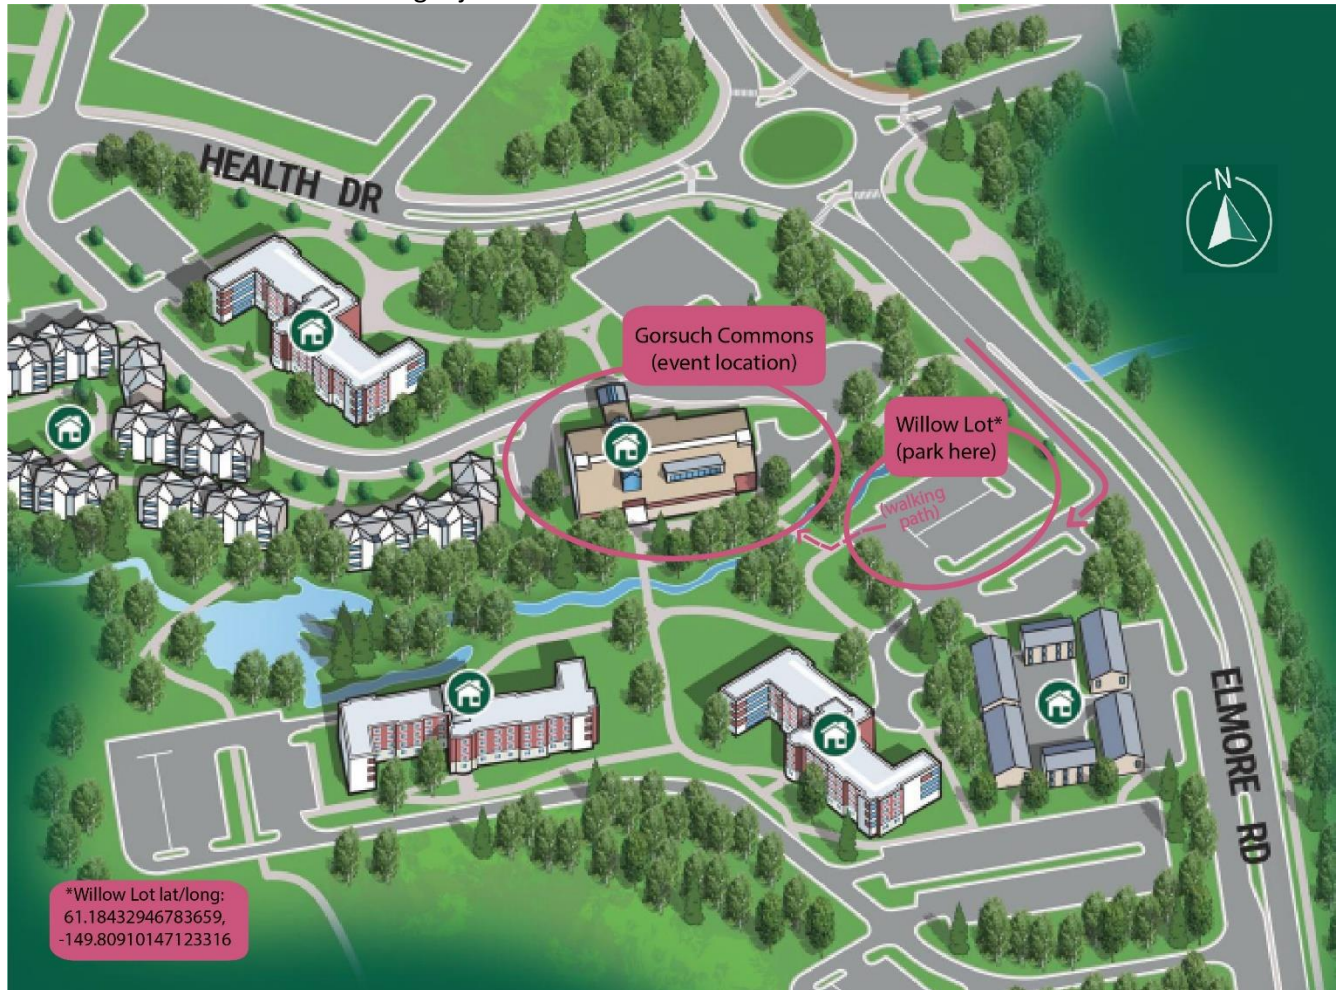 HEALTH DR
N
Gorsuch Commons
(event location)
Willow Lot*
(park here)
(walking
path)
ELMORE RD
*Willow Lot lat/long:
61.18432946783659,
-149.80910147123316